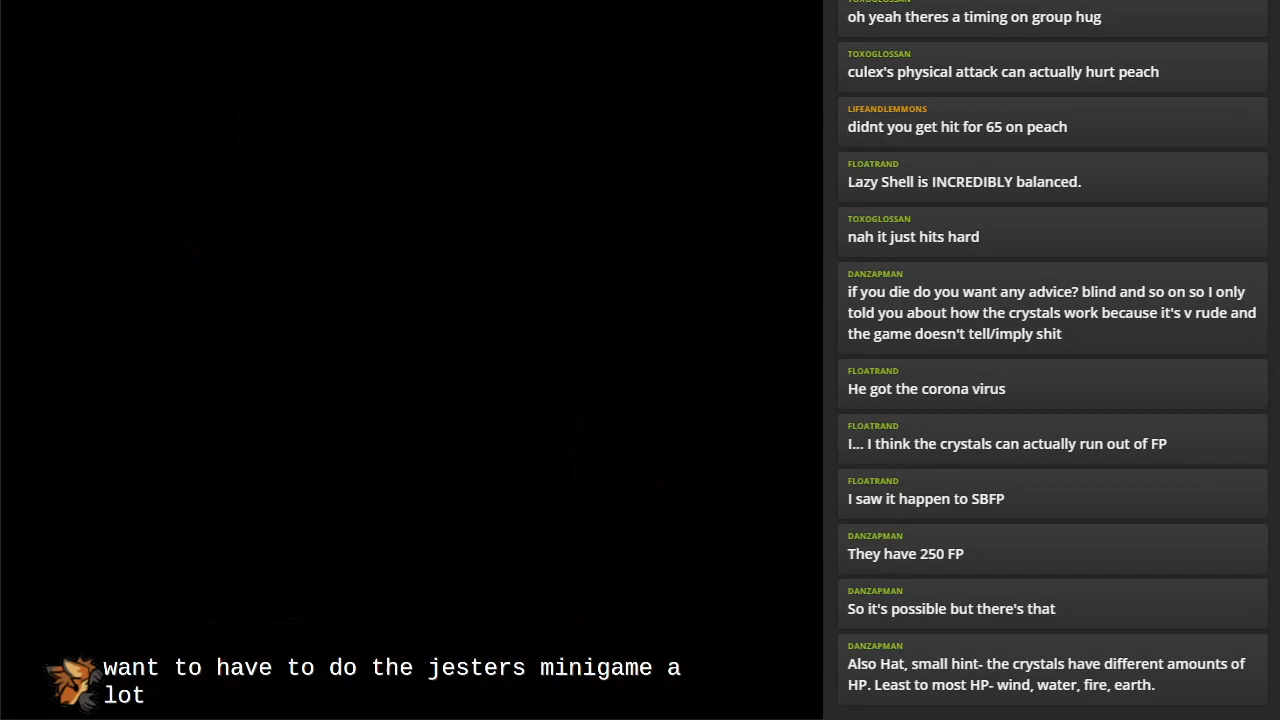 oh yeah theres a timing on group hug
TOXOGLOSSAN
culex's physical attack can actually hurt peach
LIFEANDLEMMONS
didnt you get hit for 65 on peach
FLOATRAND
Lazy Shell is INCREDIBLY balanced.
TOXOGLOSSAN
nah it just hits hard
DANZAPMAN
if you die do you want any advice? blind and so on so I only
told you about how the crystals work because it's v rude and
the game doesn't tell/imply shit
FLOATRAND
He got the corona virus
FLOATRAND
I... I think the crystals can actually run out of FP
FLOATRAND
I saw it happen to SBFP
DANZAPMAN
They have 250 FP
DANZAPMAN
So it's possible but there's that
DANZAPMAN
Also Hat, small hint- the crystals have different amounts of
HP. Least to most HP- wind, water, fire, earth.
want to have to do the jesters minigame a
lot